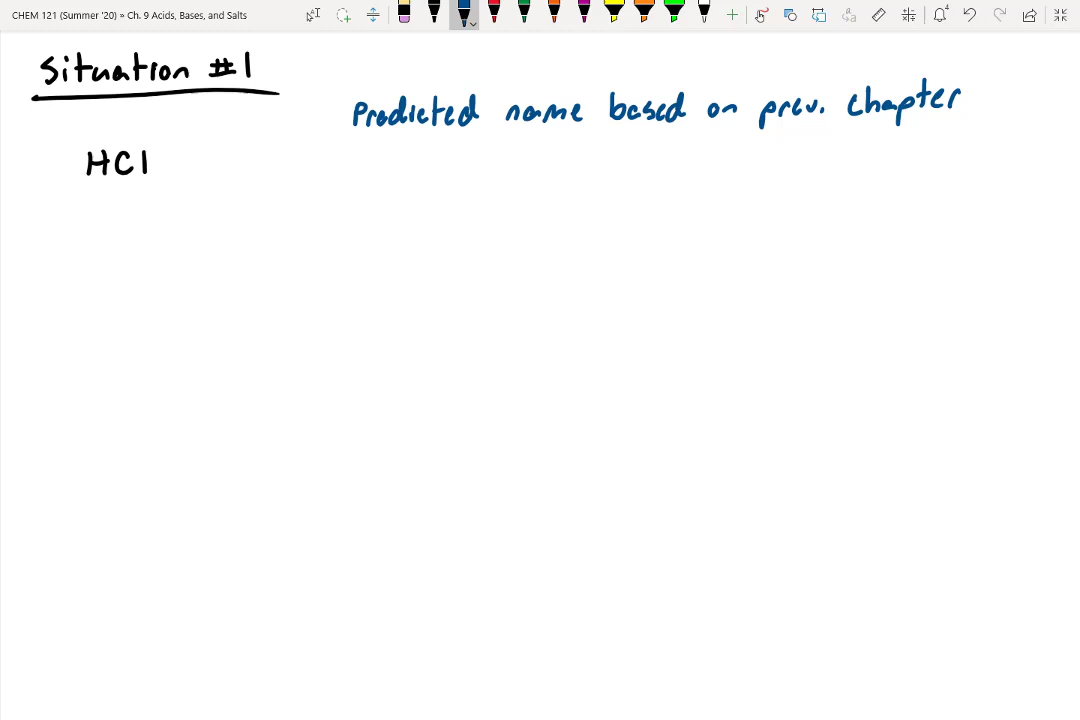 CHEM 121 (Summer '20) » Ch. 9 Acids, Bases, and Salts
Situation #1
Predicted name based on prev. chapter
HCl